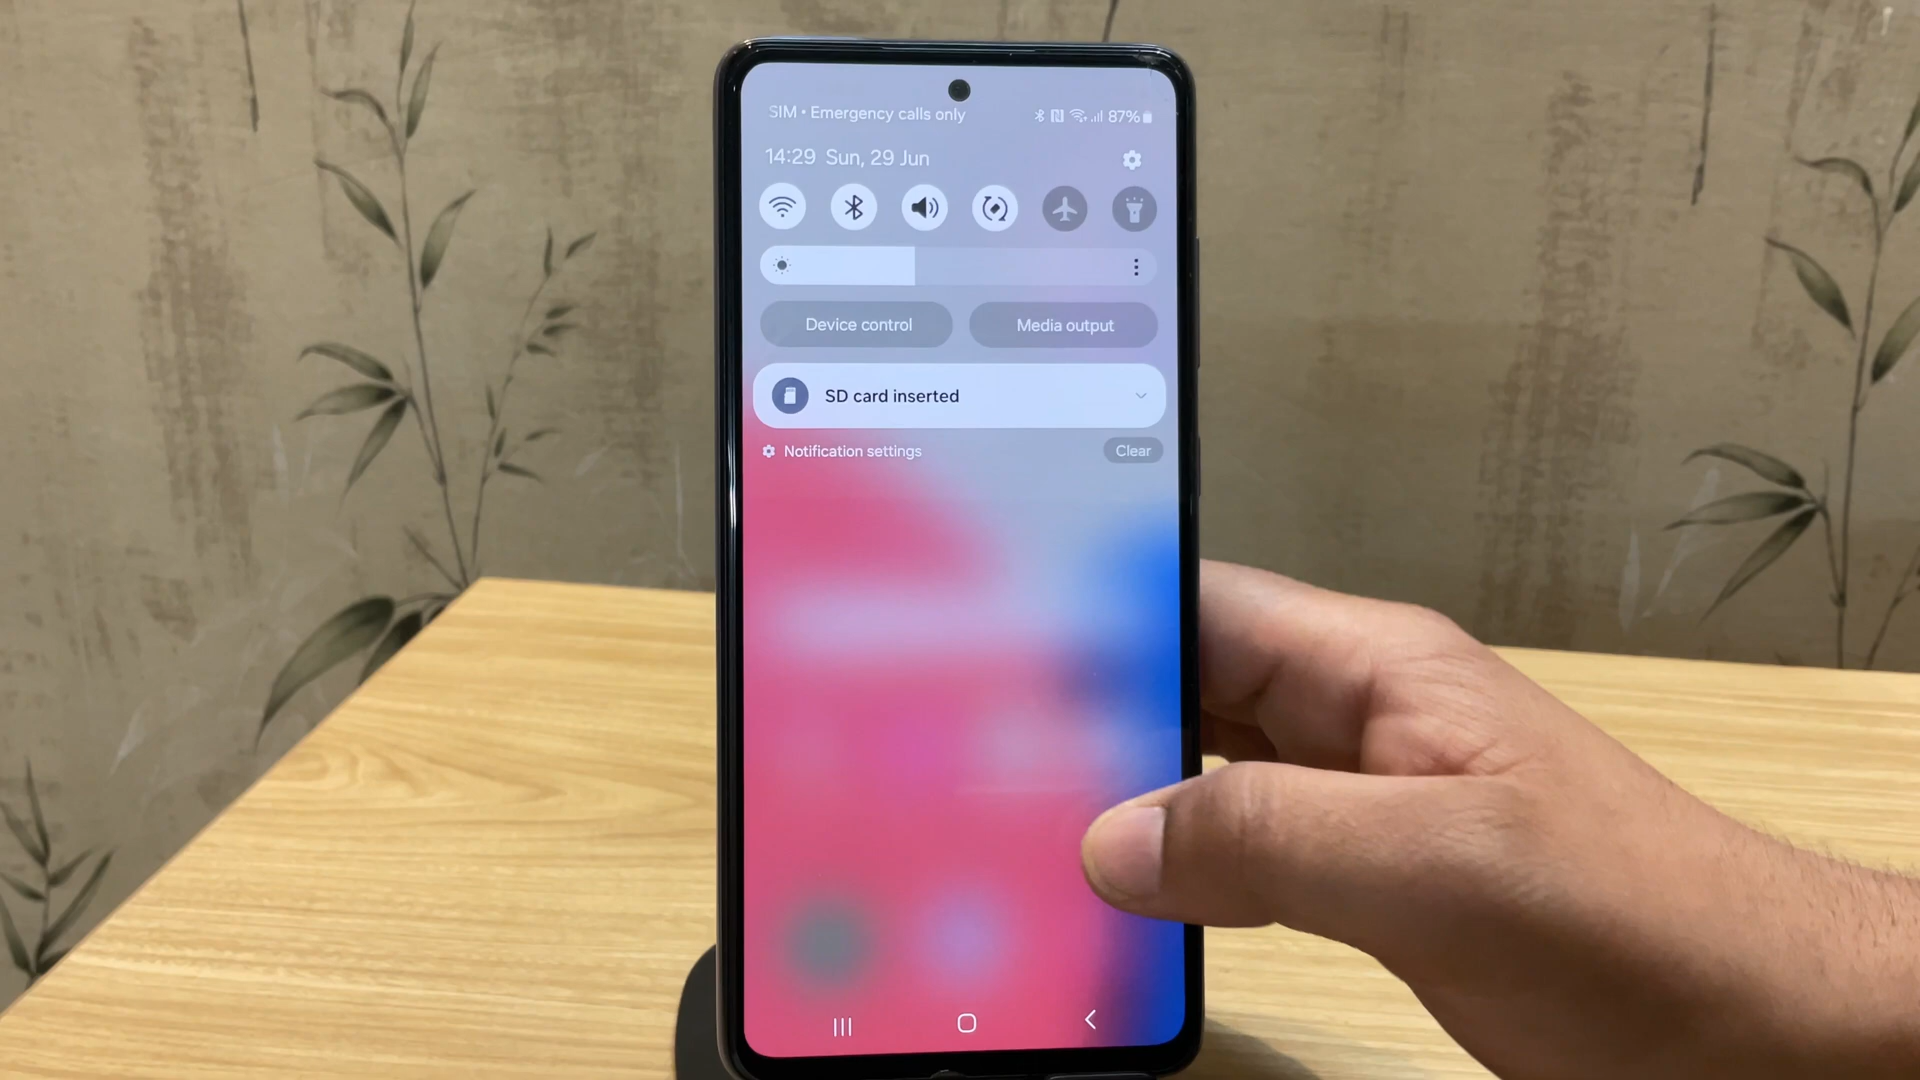 SIM • Emergency calls only 87%
14:29 Sun, 29 Jun
Device control Media output
SD card inserted
Notification settings Clear